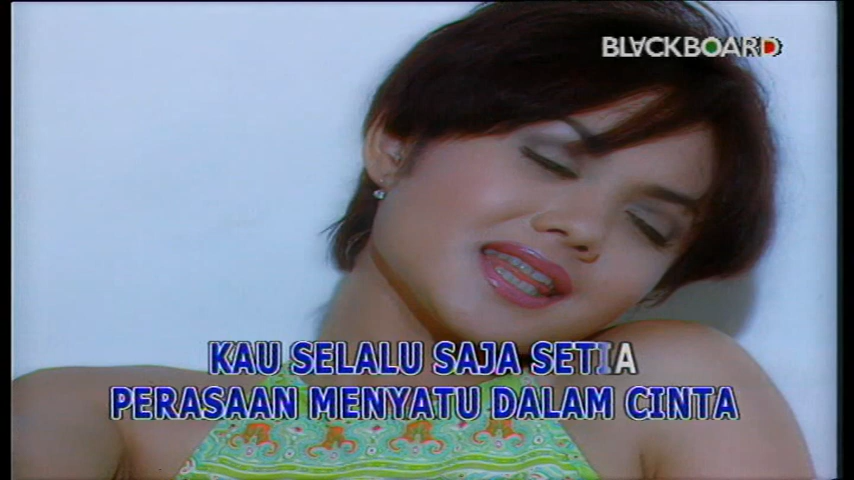 BLACKBOARD
KAU SELALU SAJA SETIA
PERASAAN MENYATU DALAM CINTA